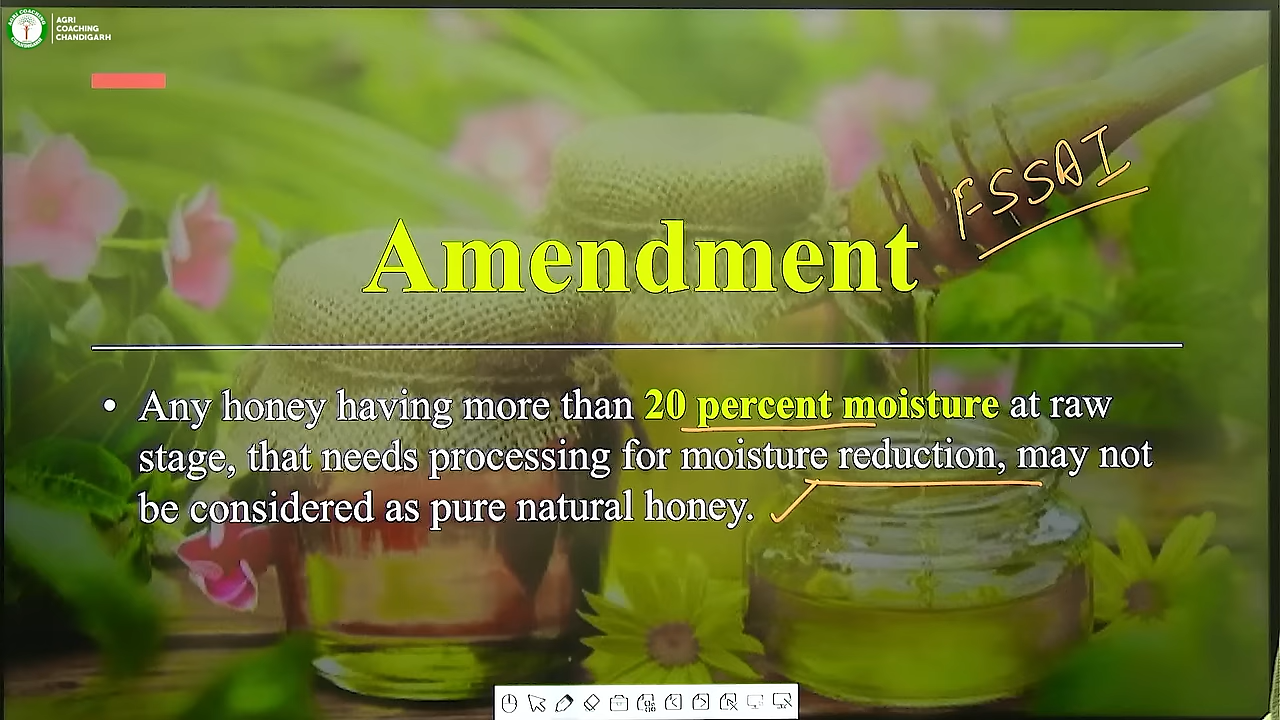 AGRI
COACHING
CHANDIGARH
FSSAI
Amendment
• Any honey having more than 20 percent moisture at raw
stage, that needs processing for moisture reduction, may not
be considered as pure natural honey.